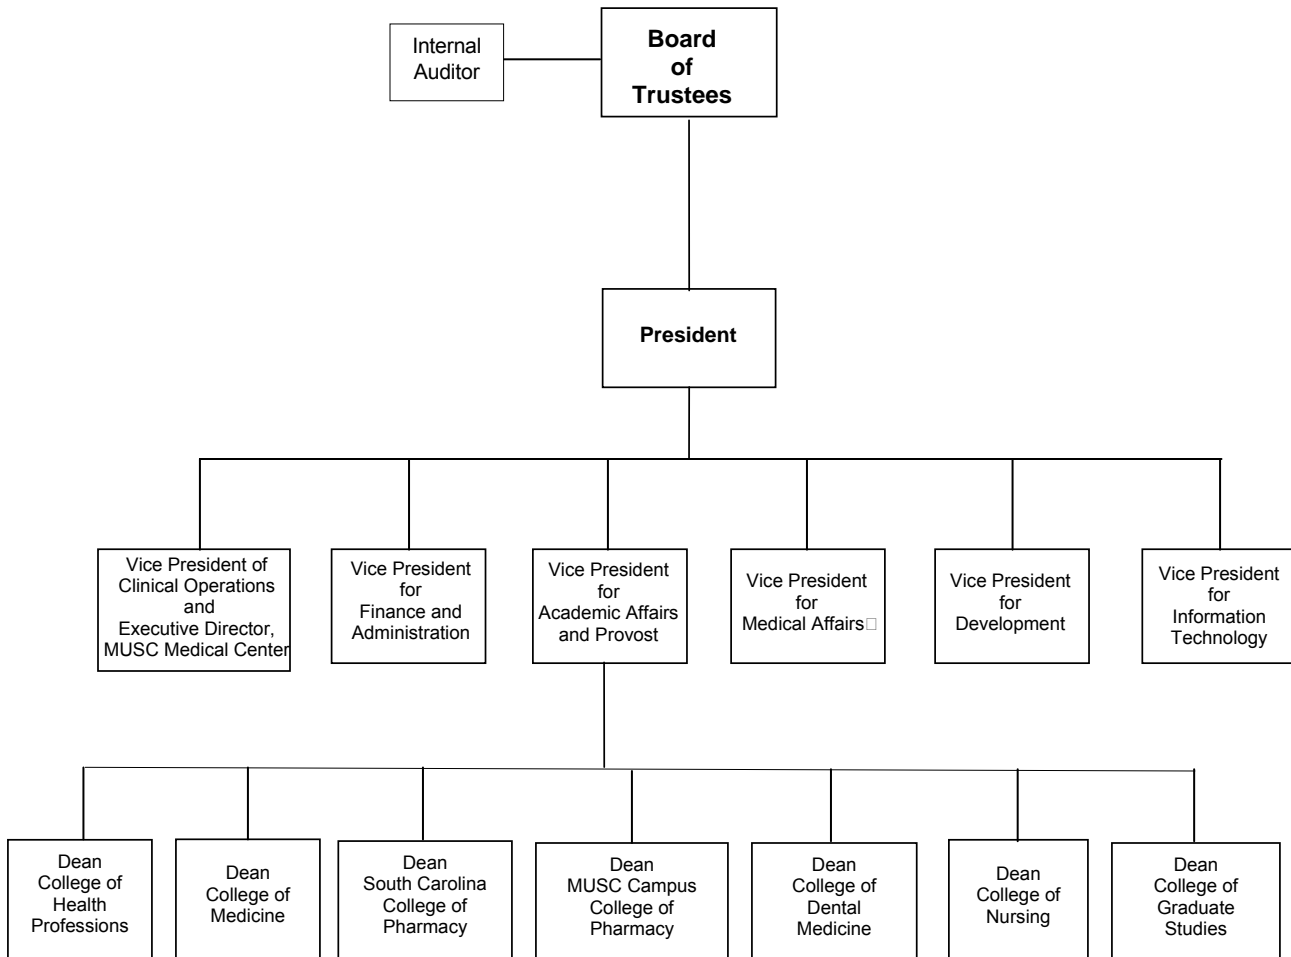 Internal
Auditor
Board
of
Trustees
President
Vice President of
Clinical Operations
and
Executive Director,
MUSC Medical Center
Vice President
for
Finance and
Administration
Vice President
for
Academic Affairs
and Provost
Vice President
for
Medical Affairs□
Vice President
for
Development
Vice President
for
Information
Technology
Dean
College of
Health
Professions
Dean
College of
Medicine
Dean
South Carolina
College of
Pharmacy
Dean
MUSC Campus
College of
Pharmacy
Dean
College of
Dental
Medicine
Dean
College of
Nursing
Dean
College of
Graduate
Studies